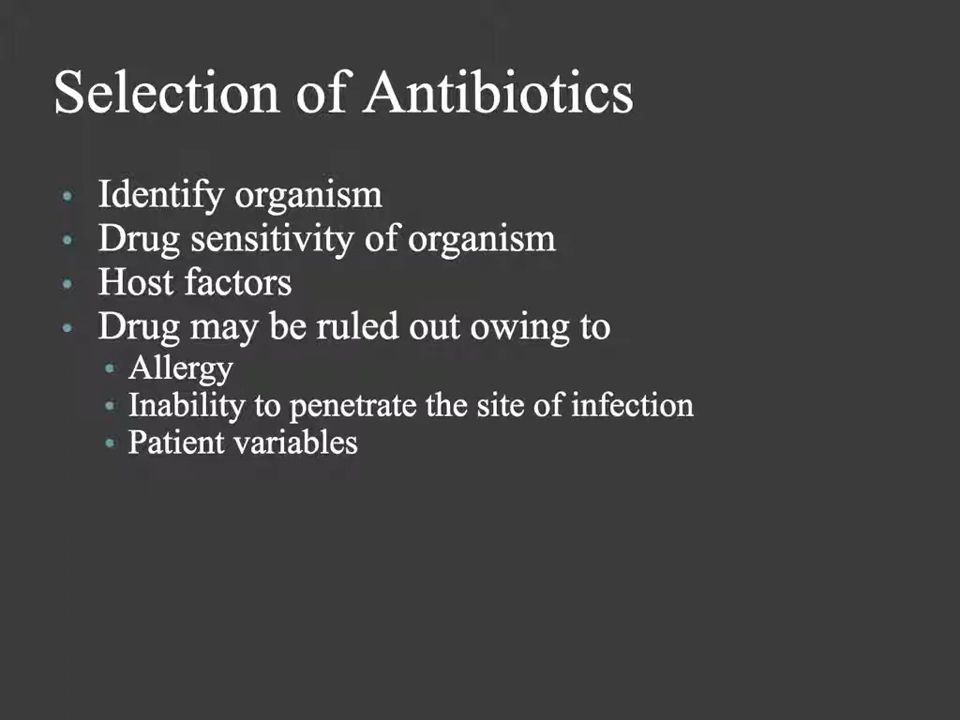 Selection of Antibiotics
• Identify organism
• Drug sensitivity of organism
• Host factors
• Drug may be ruled out owing to
• Allergy
• Inability to penetrate the site of infection
• Patient variables